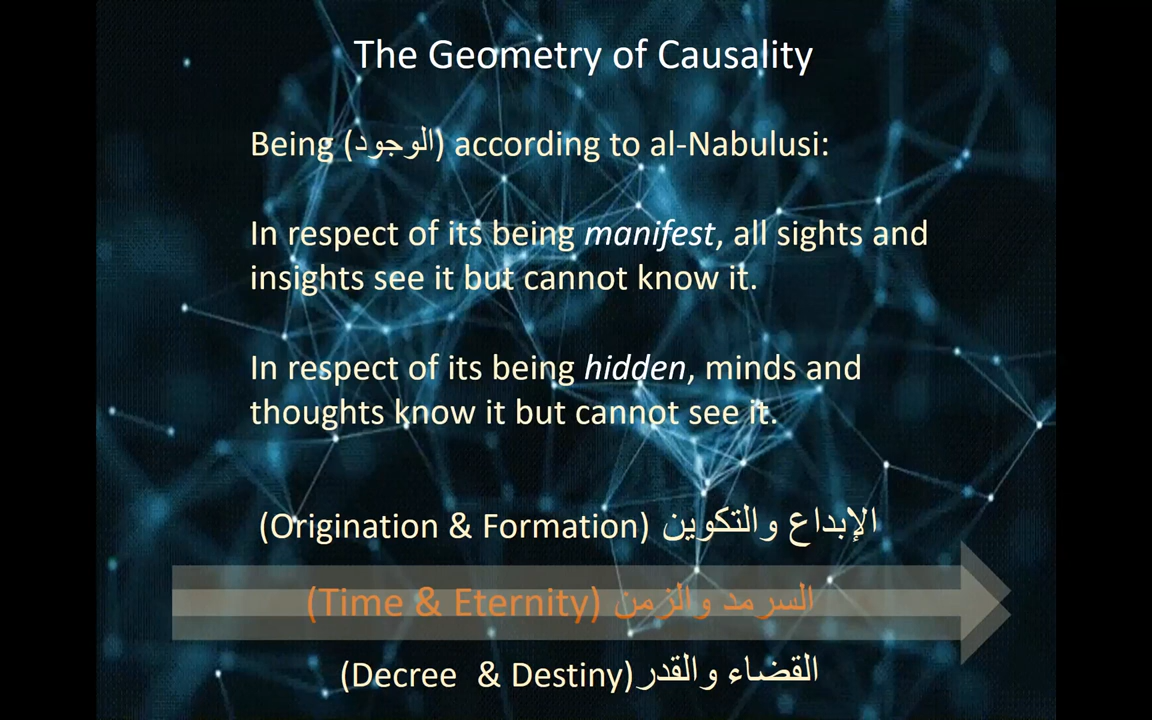 The Geometry of Causality
Being (الوجود) according to al-Nabulusi:
In respect of its being manifest, all sights and
insights see it but cannot know it.
In respect of its being hidden, minds and
thoughts know it but cannot see it.
(Origination & Formation) الإبداع والتكوين
(Time & Eternity) السرمد والزمن
(Decree & Destiny) القضاء والقدر